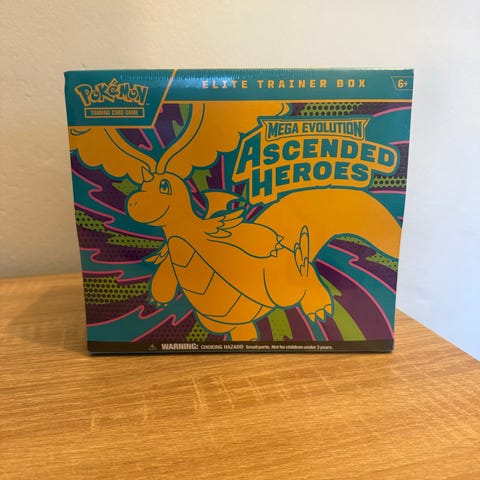 ELITE TRAINER BOX
6+
POKÉMON
TRADING CARD GAME
MEGA EVOLUTION
ASCENDED
HEROES
WARNING: CHOKING HAZARD Small parts. Not for children under 3 years.